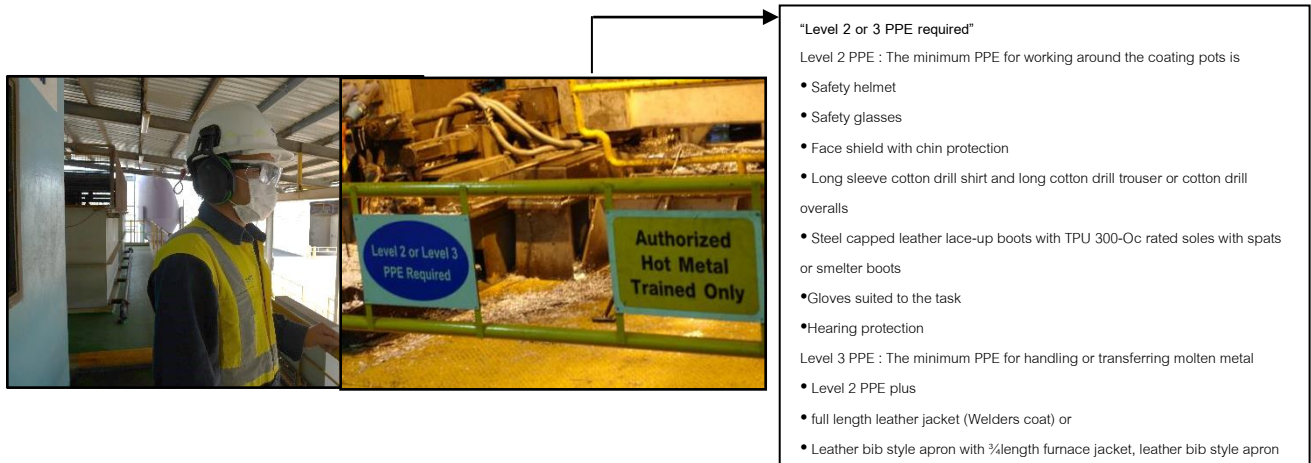 "Level 2 or 3 PPE required"
Level 2 PPE : The minimum PPE for working around the coating pots is
• Safety helmet
• Safety glasses
• Face shield with chin protection
• Long sleeve cotton drill shirt and long cotton drill trouser or cotton drill
overalls
• Steel capped leather lace-up boots with TPU 300-Oc rated soles with spats
or smelter boots
•Gloves suited to the task
•Hearing protection
Level 3 PPE : The minimum PPE for handling or transferring molten metal
• Level 2 PPE plus
• full length leather jacket (Welders coat) or
• Leather bib style apron with ¾length furnace jacket, leather bib style apron
Level 2 or Level 3
PPE Required
Authorized
Hot Metal
Trained Only